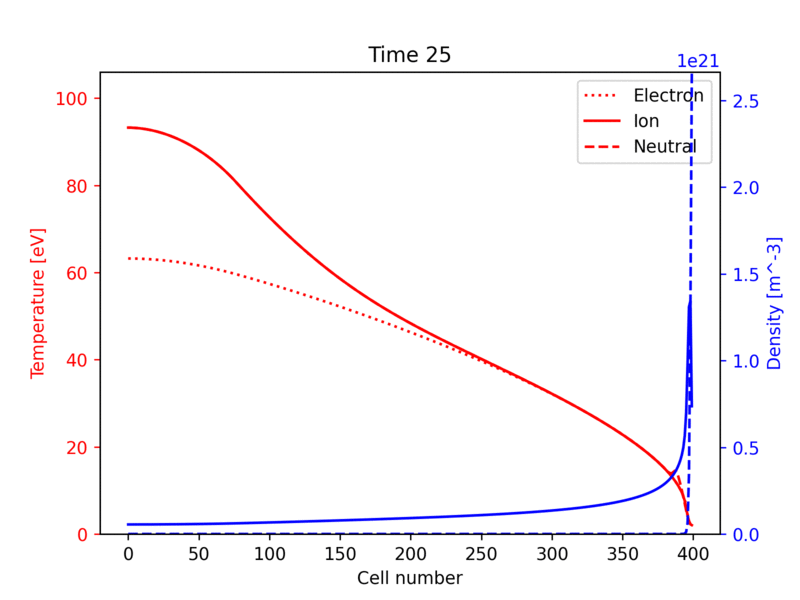 Time 25
1e21
Electron
Ion
Neutral
100
80
60
40
20
0
Temperature [eV]
2.5
2.0
1.5
1.0
0.5
0.0
Density [m^-3]
0 50 100 150 200 250 300 350 400
Cell number